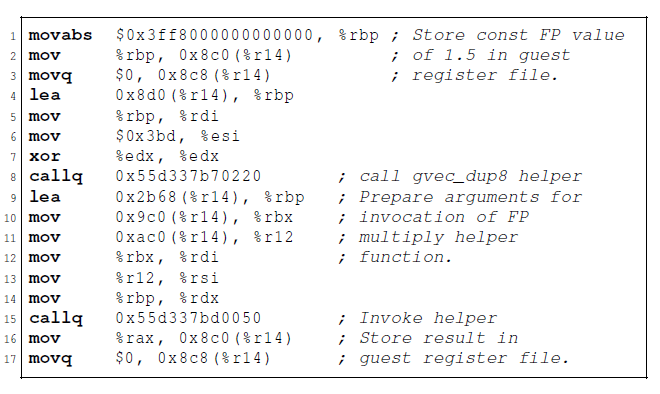 1 movabs $0x3ff8000000000000, %rbp ; Store const FP value
2 mov %rbp, 0x8c0(%r14) ; of 1.5 in guest
3 movq $0, 0x8c8(%r14) ; register file.
4 lea 0x8d0(%r14), %rbp
5 mov %rbp, %rdi
6 mov $0x3bd, %esi
7 xor %edx, %edx
8 callq 0x55d337b70220 ; call gvec_dup8 helper
9 lea 0x2b68(%r14), %rbp ; Prepare arguments for
10 mov 0x9c0(%r14), %rbx ; invocation of FP
11 mov 0xac0(%r14), %r12 ; multiply helper
12 mov %rbx, %rdi ; function.
13 mov %r12, %rsi
14 mov %rbp, %rdx
15 callq 0x55d337bd0050 ; Invoke helper
16 mov %rax, 0x8c0(%r14) ; Store result in
17 movq $0, 0x8c8(%r14) ; guest register file.